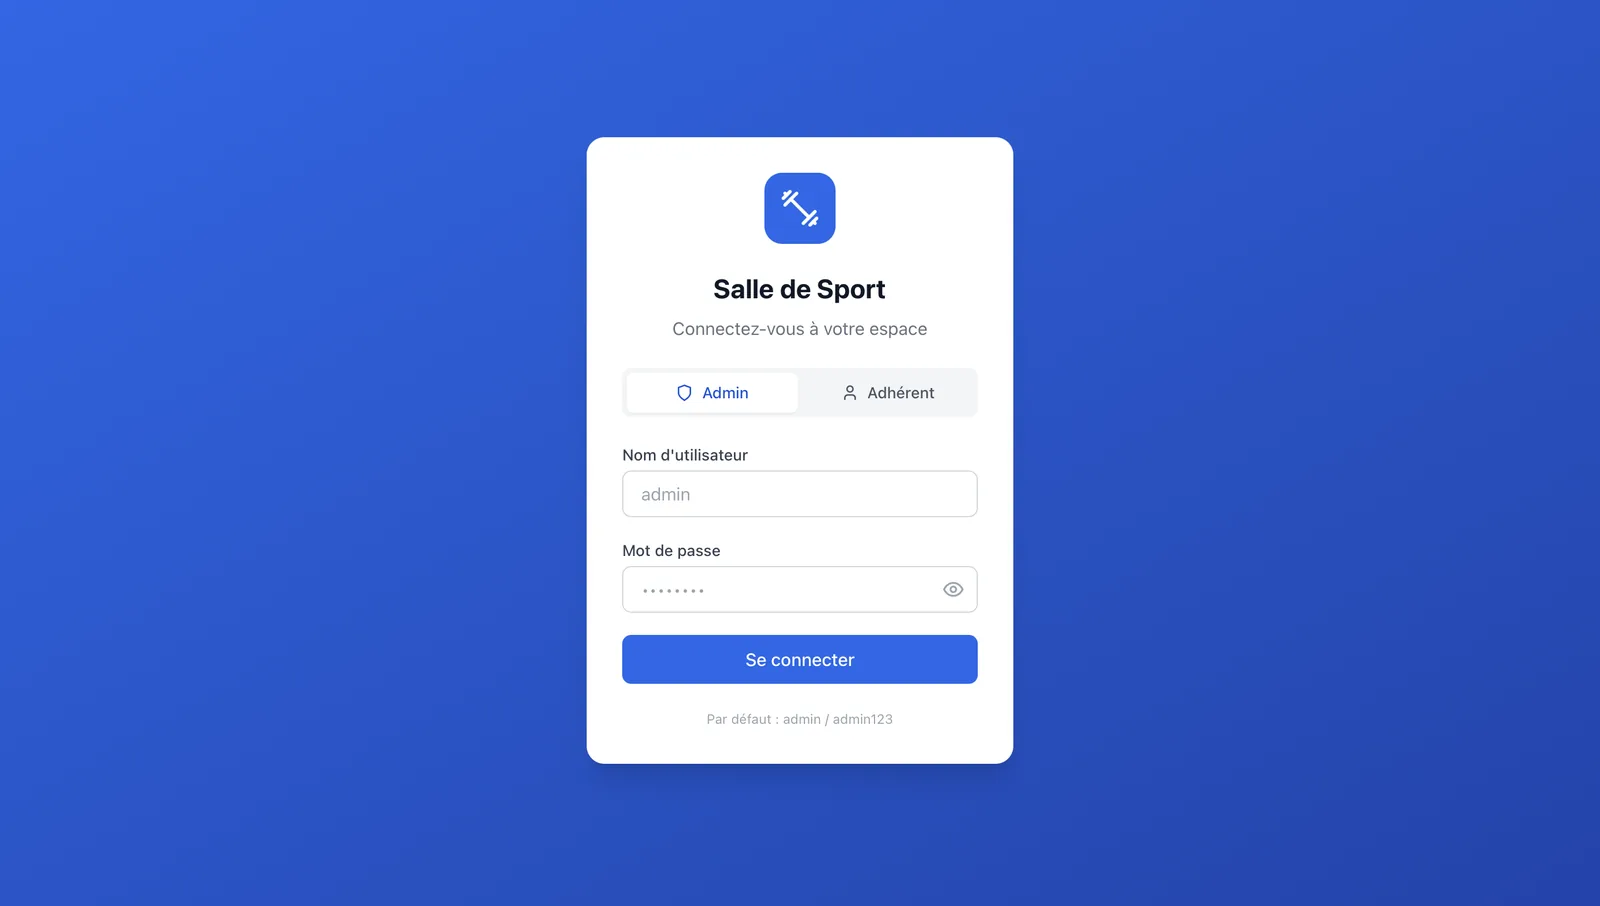 Salle de Sport
Connectez-vous à votre espace
Admin
Adhérent
Nom d'utilisateur
admin
Mot de passe
••••••••
Se connecter
Par défaut : admin / admin123